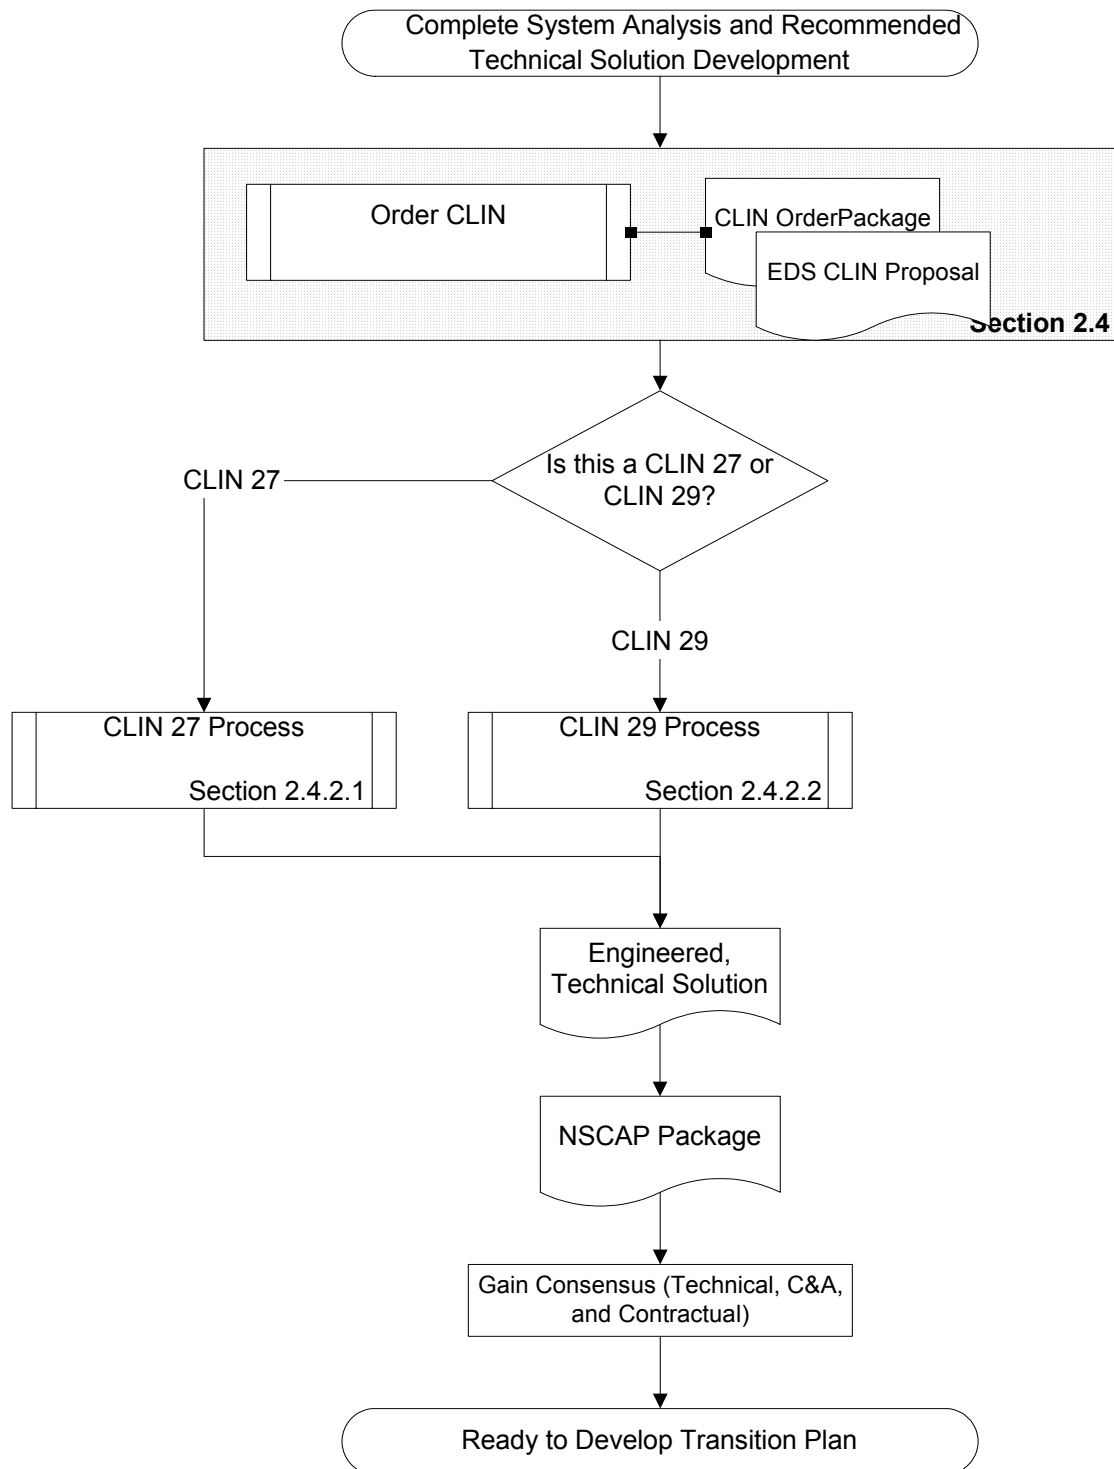 Complete System Analysis and Recommended
Technical Solution Development
Order CLIN
CLIN OrderPackage
EDS CLIN Proposal
Section 2.4
Is this a CLIN 27 or
CLIN 29?
CLIN 27
CLIN 29
CLIN 27 Process
Section 2.4.2.1
CLIN 29 Process
Section 2.4.2.2
Engineered,
Technical Solution
NSCAP Package
Gain Consensus (Technical, C&A,
and Contractual)
Ready to Develop Transition Plan